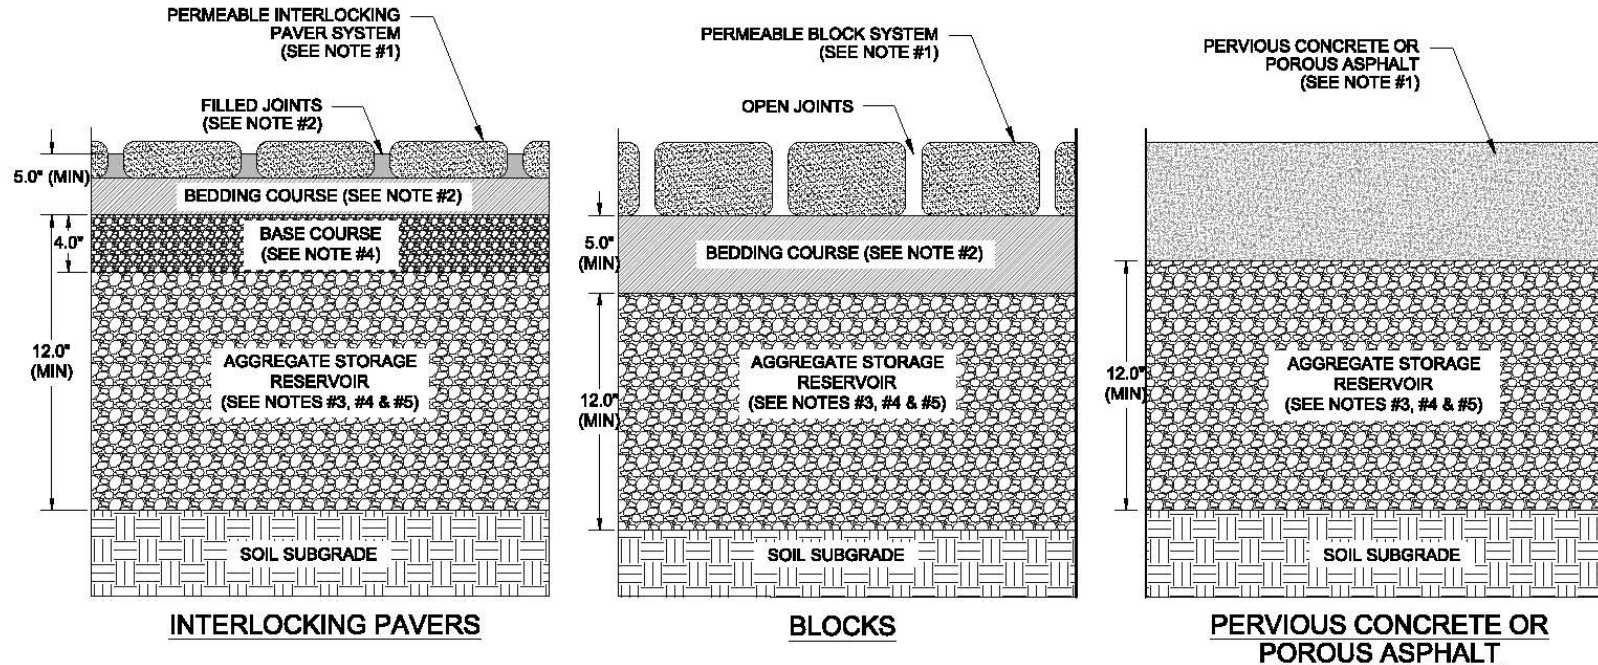 PERMEABLE INTERLOCKING
PAVER SYSTEM
(SEE NOTE #1)
FILLED JOINTS
(SEE NOTE #2)
5.0" (MIN)
BEDDING COURSE (SEE NOTE #2)
4.0"
BASE COURSE
(SEE NOTE #4)
12.0"
(MIN)
AGGREGATE STORAGE
RESERVOIR
(SEE NOTES #3, #4 & #5)
SOIL SUBGRADE
INTERLOCKING PAVERS
PERMEABLE BLOCK SYSTEM
(SEE NOTE #1)
OPEN JOINTS
5.0"
(MIN)
BEDDING COURSE (SEE NOTE #2)
12.0"
(MIN)
AGGREGATE STORAGE
RESERVOIR
(SEE NOTES #3, #4 & #5)
SOIL SUBGRADE
BLOCKS
PERVIOUS CONCRETE OR
POROUS ASPHALT
(SEE NOTE #1)
12.0"
(MIN)
AGGREGATE STORAGE
RESERVOIR
(SEE NOTES #3, #4 & #5)
SOIL SUBGRADE
PERVIOUS CONCRETE OR
POROUS ASPHALT